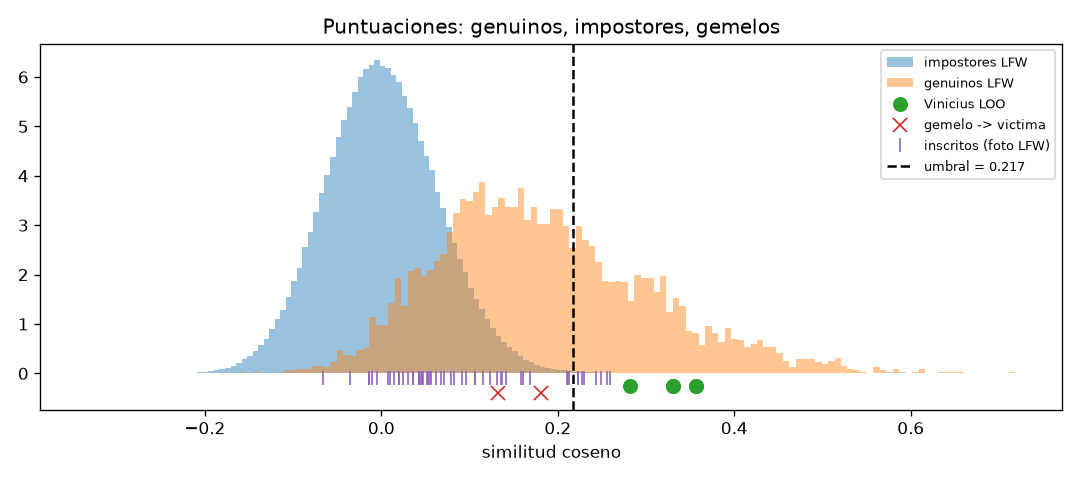 Puntuaciones: genuinos, impostores, gemelos
impostores LFW
genuinos LFW
Vinicius LOO
gemelo -> victima
inscritos (foto LFW)
umbral = 0.217
6
5
4
3
2
1
0
−0.2
0.0
0.2
0.4
0.6
similitud coseno